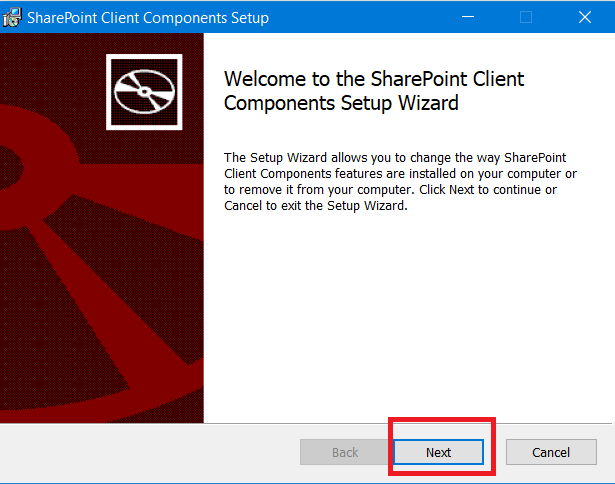 SharePoint Client Components Setup
Welcome to the SharePoint Client
Components Setup Wizard
The Setup Wizard allows you to change the way SharePoint
Client Components features are installed on your computer or
to remove it from your computer. Click Next to continue or
Cancel to exit the Setup Wizard.
Back
Next
Cancel